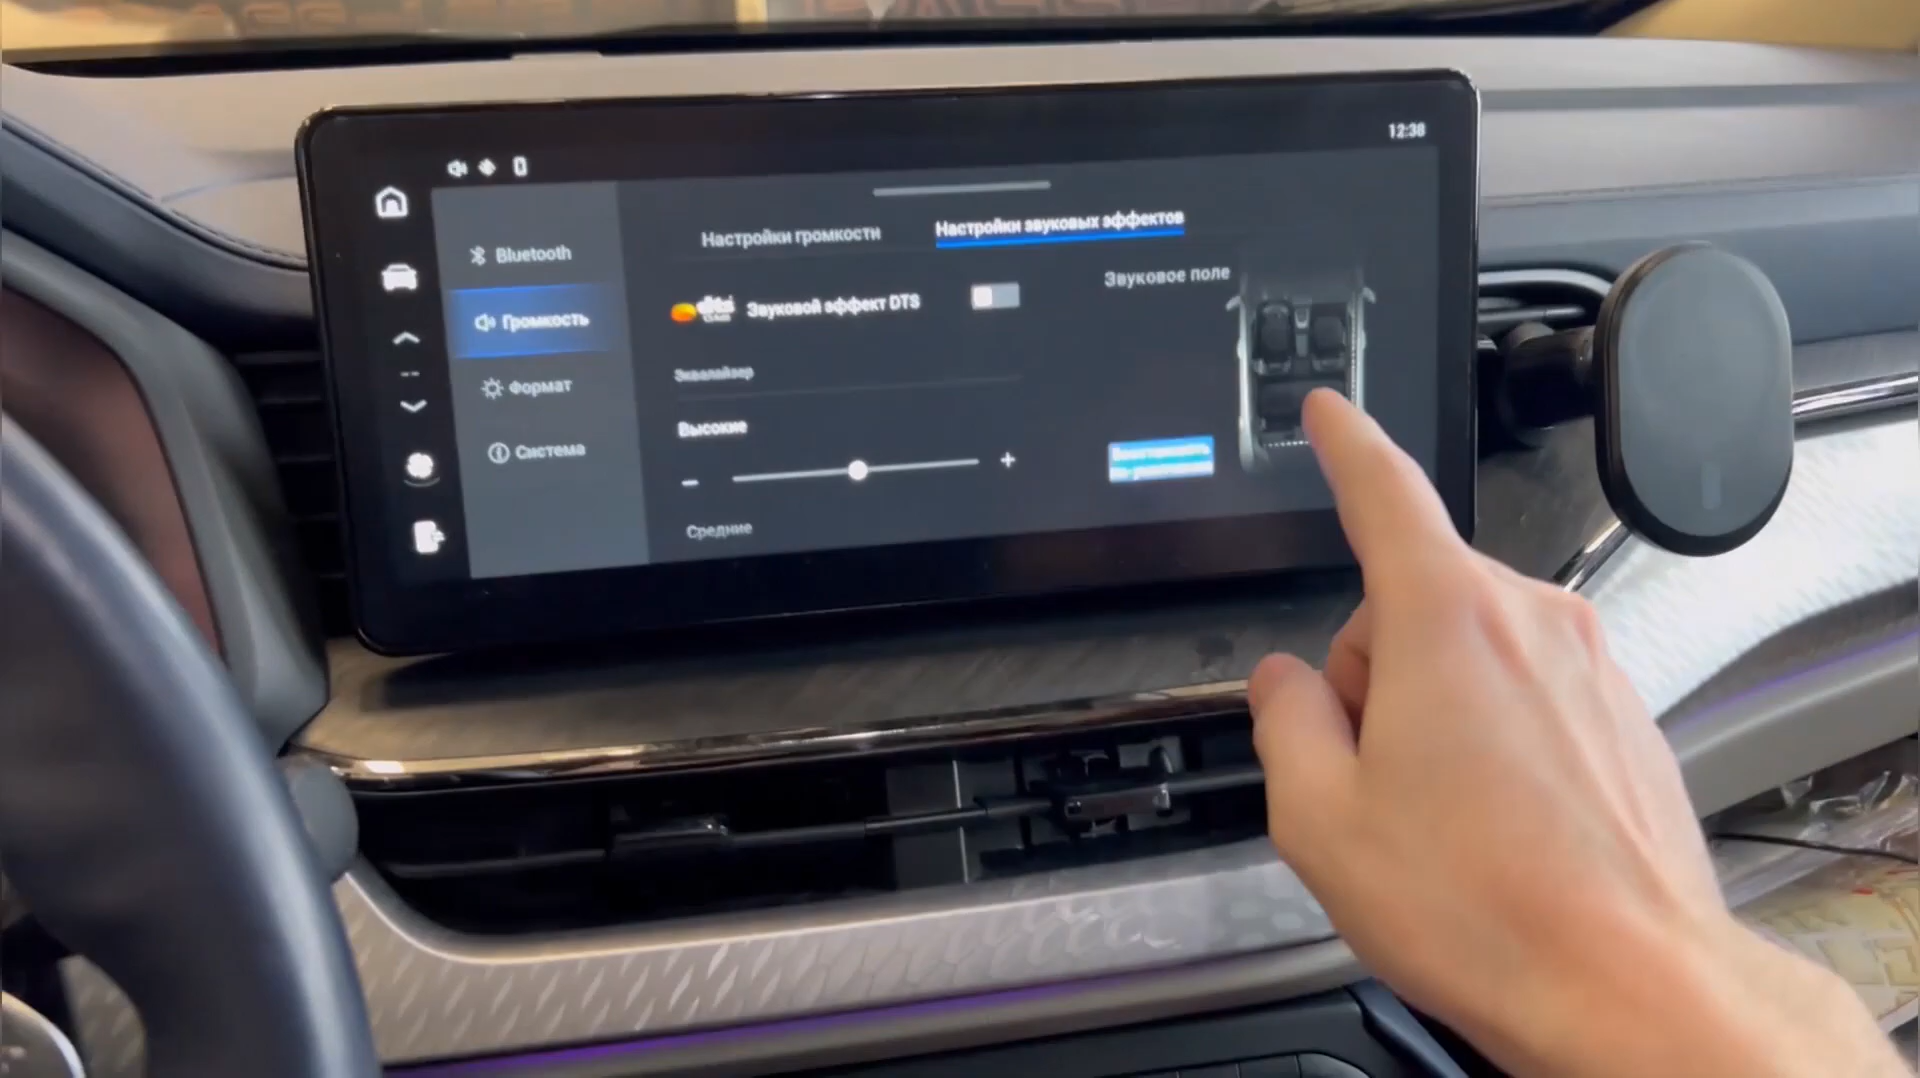 12:38
Bluetooth
Громкость
Формат
Система
Настройки громкости
Настройки звуковых эффектов
dts
Звуковой эффект DTS
Звуковое поле
Эквалайзер
Высокие
- +
Средние